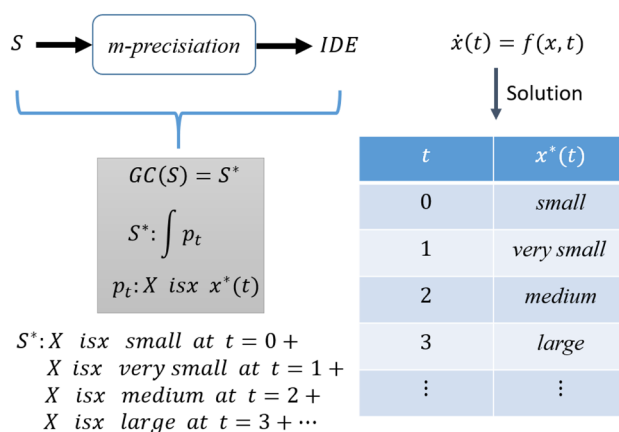 S m-precisiation IDE
GC(S) = S*
S*: ∫ p_t
p_t: X isx x*(t)
S*: X isx small at t = 0 +
X isx very small at t = 1 +
X isx medium at t = 2 +
X isx large at t = 3 + ⋯
ẋ(t) = f(x, t)
Solution
t x*(t)
0 small
1 very small
2 medium
3 large
⋮ ⋮